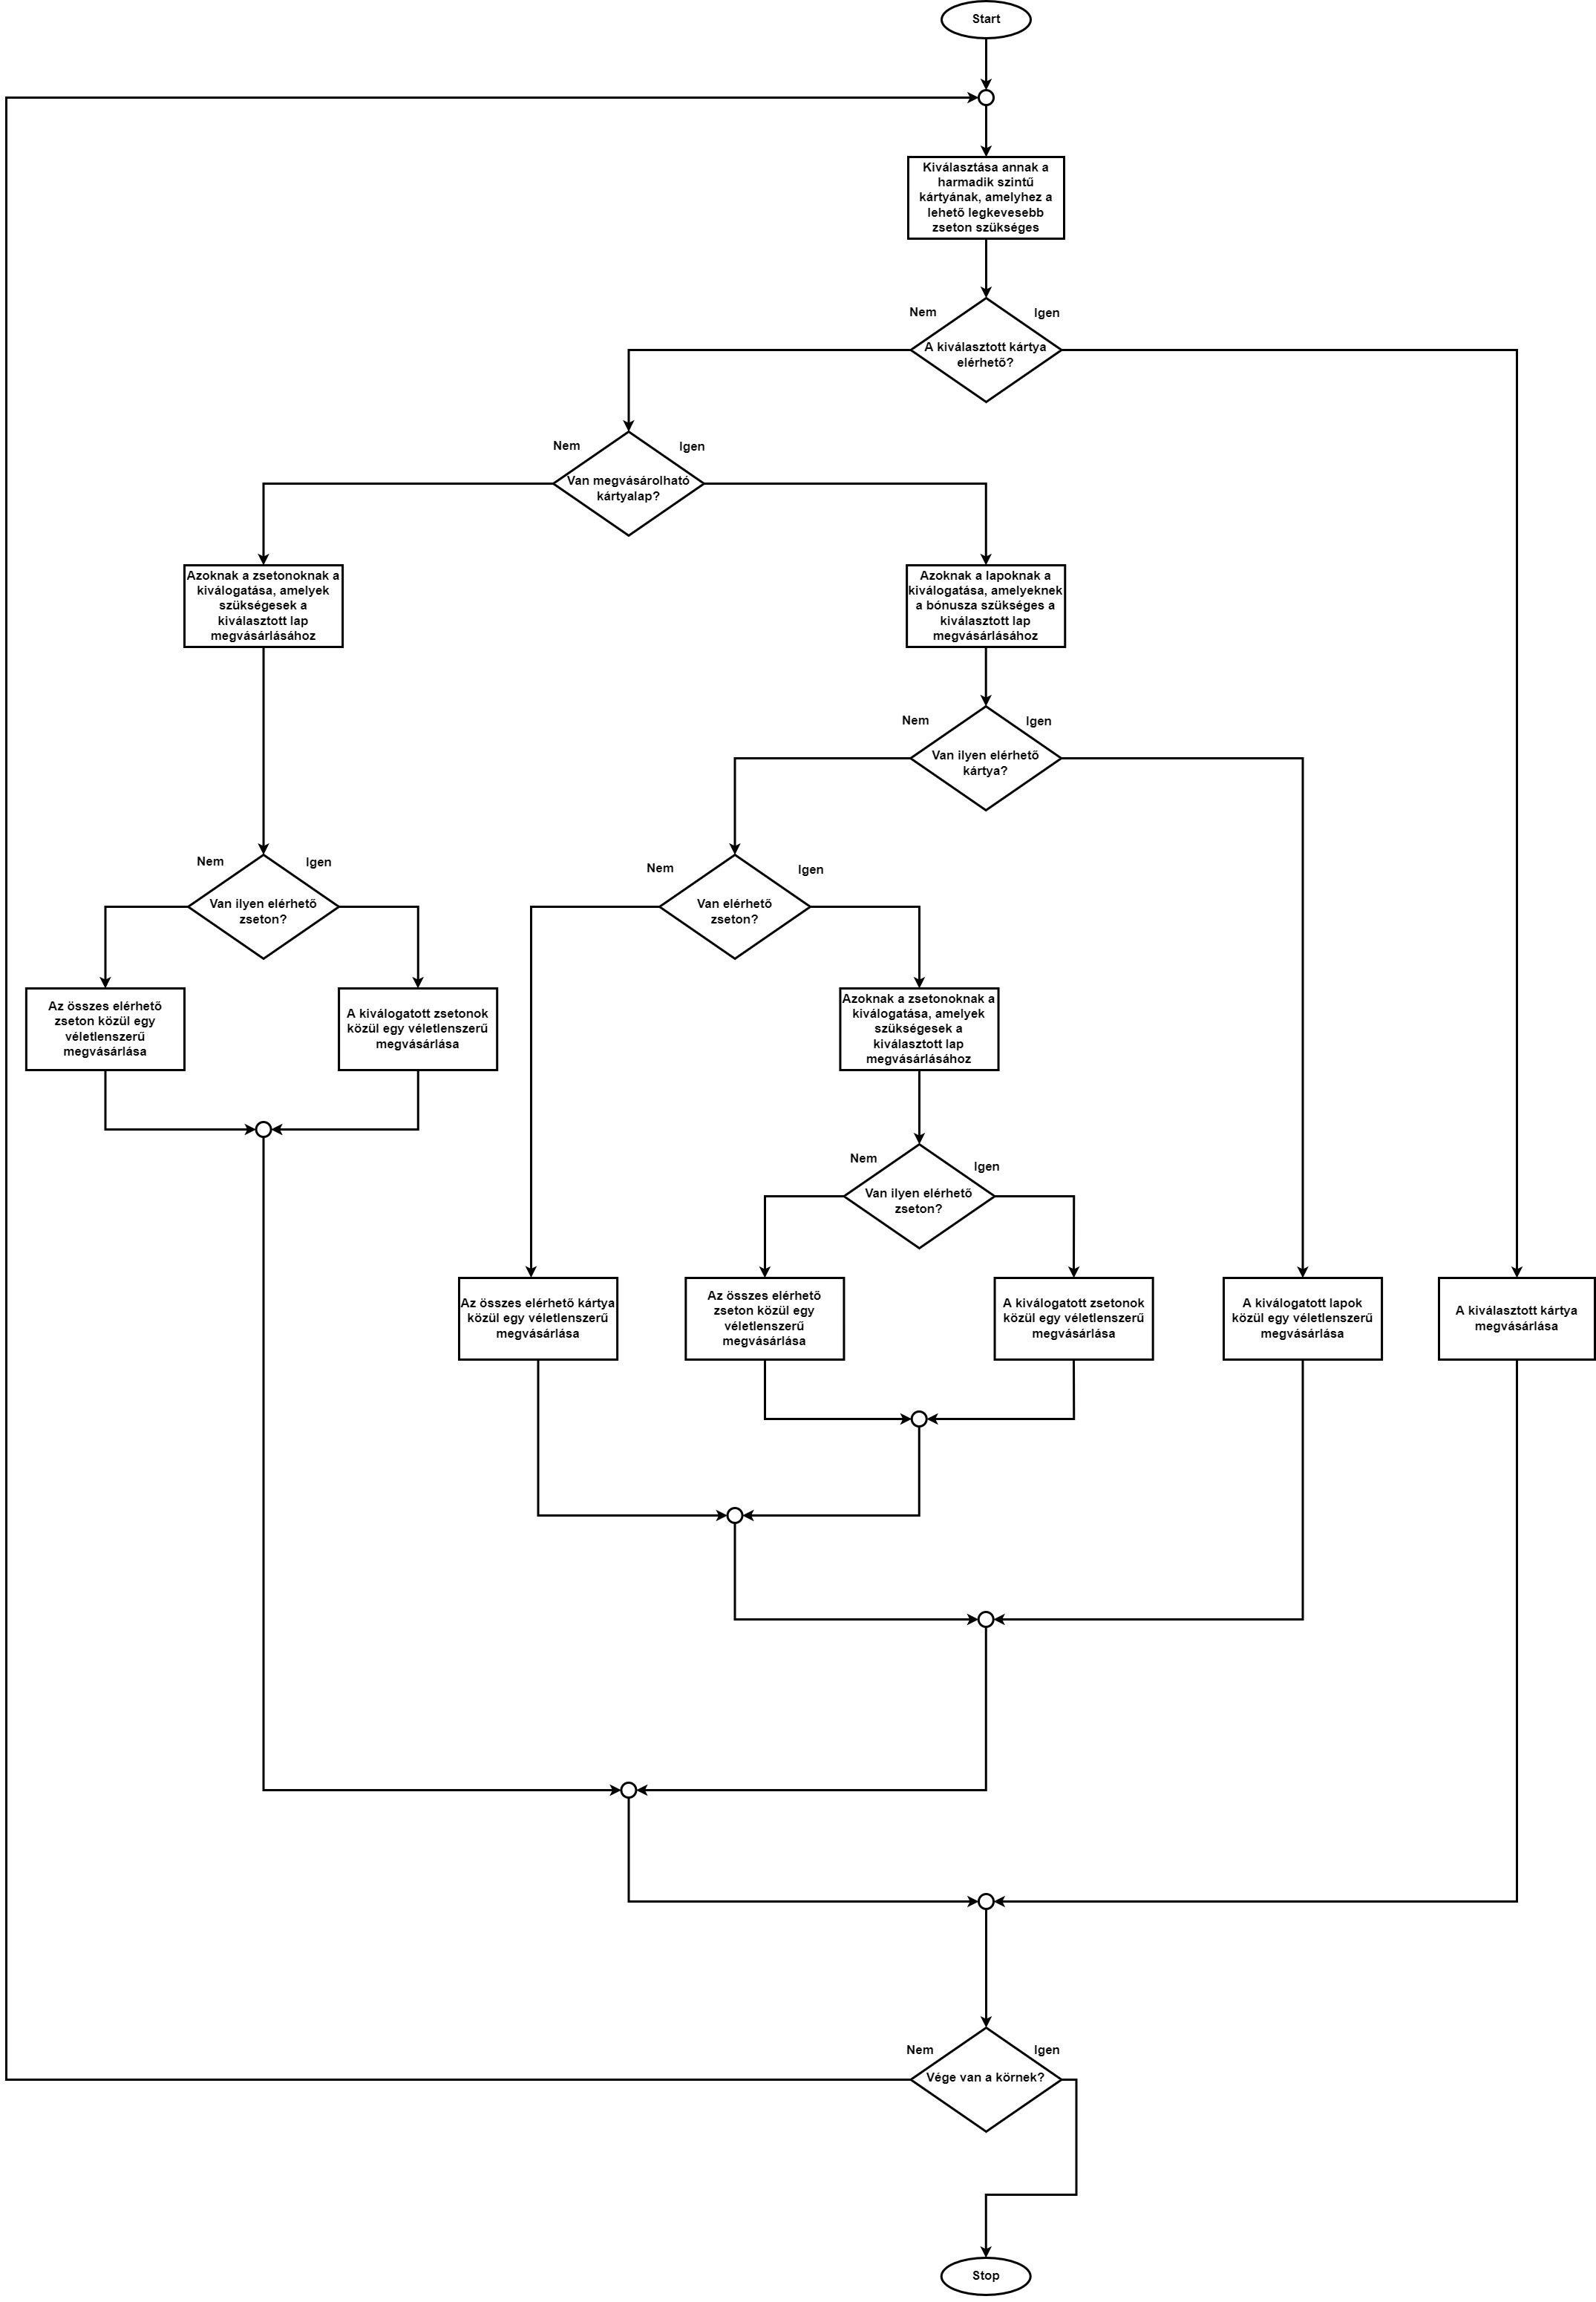 Start
Kiválasztása annak a
harmadik szintű
kártyának, amelyhez a
lehető legkevesebb
zseton szükséges
Nem
Igen
A kiválasztott kártya
elérhető?
Nem
Igen
Van megvásárolható
kártyalap?
Azoknak a zsetonoknak a
kiválogatása, amelyek
szükségesek a
kiválasztott lap
megvásárlásához
Azoknak a lapoknak a
kiválogatása, amelyeknek
a bónusza szükséges a
kiválasztott lap
megvásárlásához
Nem
Igen
Van ilyen elérhető
kártya?
Nem
Igen
Van ilyen elérhető
zseton?
Nem
Igen
Van elérhető
zseton?
Az összes elérhető
zseton közül egy
véletlenszerű
megvásárlása
A kiválogatott zsetonok
közül egy véletlenszerű
megvásárlása
Azoknak a zsetonoknak a
kiválogatása, amelyek
szükségesek a
kiválasztott lap
megvásárlásához
Nem
Igen
Van ilyen elérhető
zseton?
Az összes elérhető kártya
közül egy véletlenszerű
megvásárlása
Az összes elérhető
zseton közül egy
véletlenszerű
megvásárlása
A kiválogatott zsetonok
közül egy véletlenszerű
megvásárlása
A kiválogatott lapok
közül egy véletlenszerű
megvásárlása
A kiválasztott kártya
megvásárlása
Nem
Igen
Vége van a körnek?
Stop